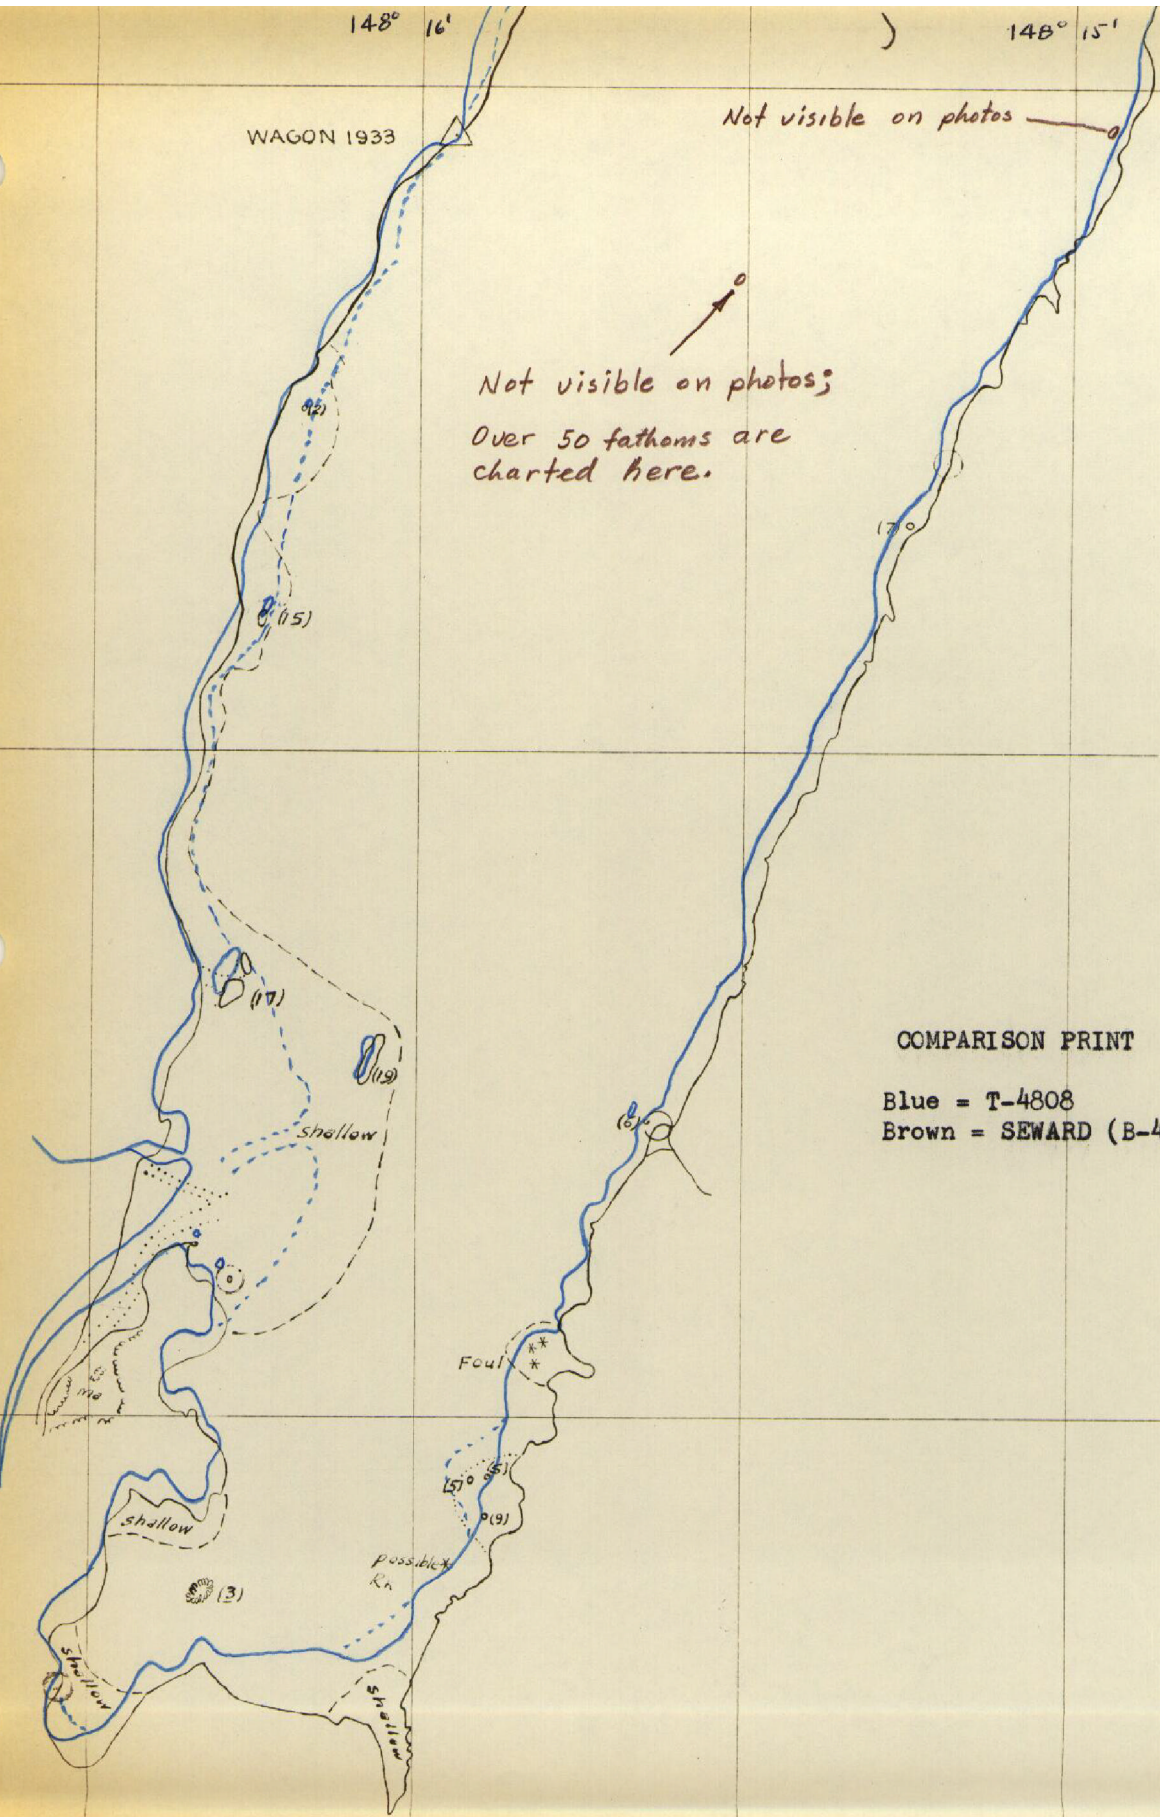 148° 16'
148° 15'
WAGON 1933
Not visible on photos
Not visible on photos;
Over 50 fathoms are
charted here.
(2)
(7)
(15)
(17)
(19)
COMPARISON PRINT
Blue = T-4808
Brown = SEWARD (B-4
(6)
shallow
Foul
(5)
(5)
(9)
shallow
possible
Rk
(3)
shallow
shallow